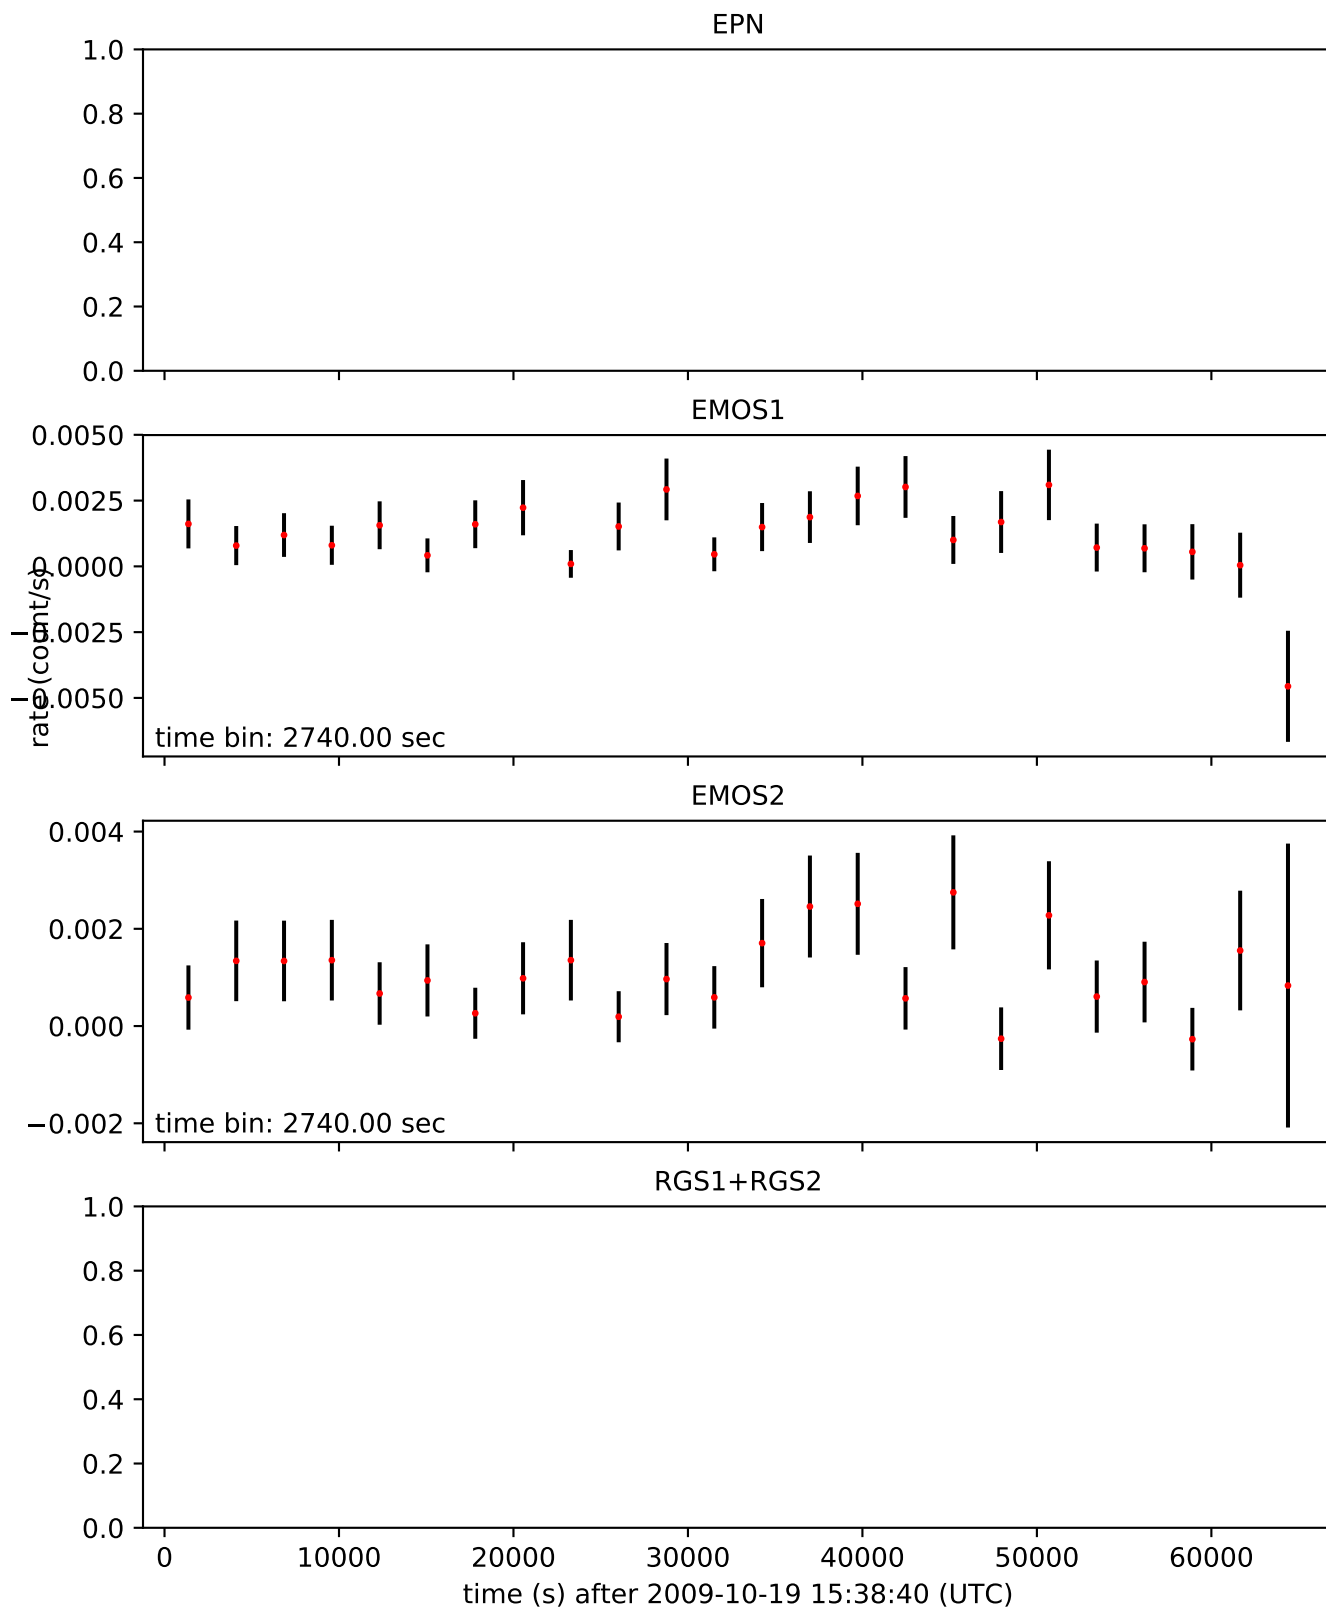 EPN
1.0
0.8
0.6
0.4
0.2
0.0
EMOS1
0.0050
0.0025
0.0000
−0.0025
−0.0050
rate (count/s)
time bin: 2740.00 sec
EMOS2
0.004
0.002
0.000
−0.002
time bin: 2740.00 sec
RGS1+RGS2
1.0
0.8
0.6
0.4
0.2
0.0
0 10000 20000 30000 40000 50000 60000
time (s) after 2009-10-19 15:38:40 (UTC)